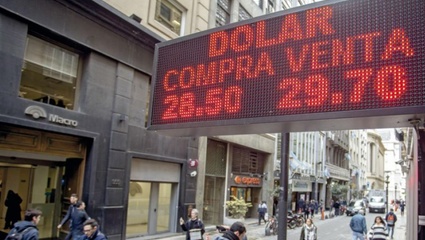 DOLAR
COMPRA VENTA
28.50 29.70
Macro